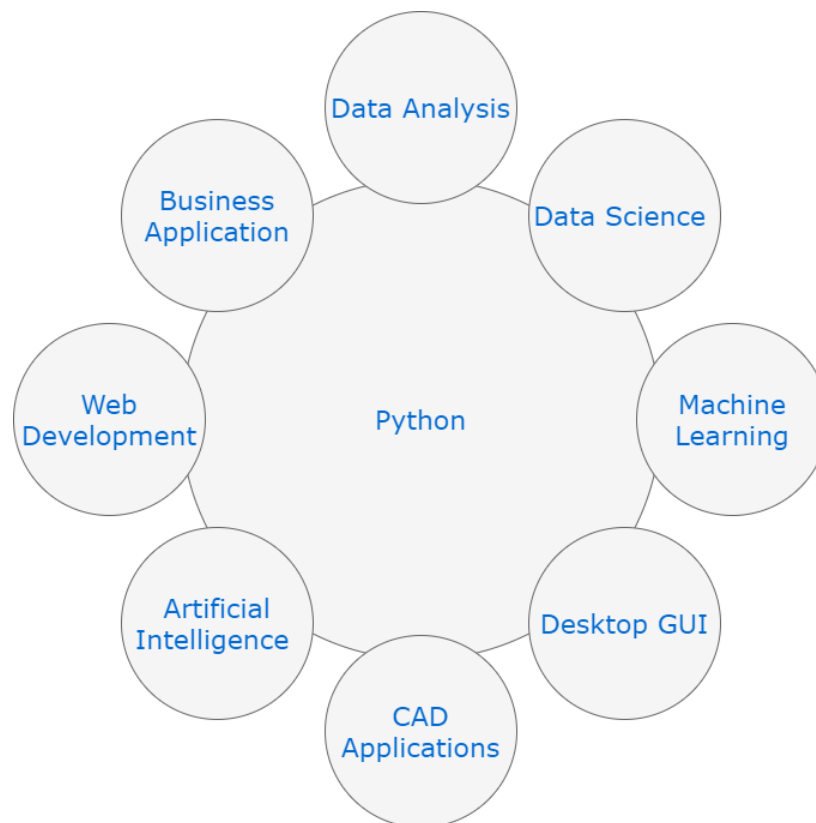 Data Analysis
Business
Application
Data Science
Web
Development
Python
Machine
Learning
Artificial
Intelligence
Desktop GUI
CAD
Applications